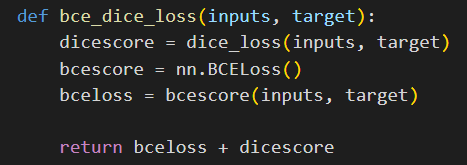 def bce_dice_loss(inputs, target):
    dicescore = dice_loss(inputs, target)
    bcescore = nn.BCELoss()
    bceloss = bcescore(inputs, target)

    return bceloss + dicescore